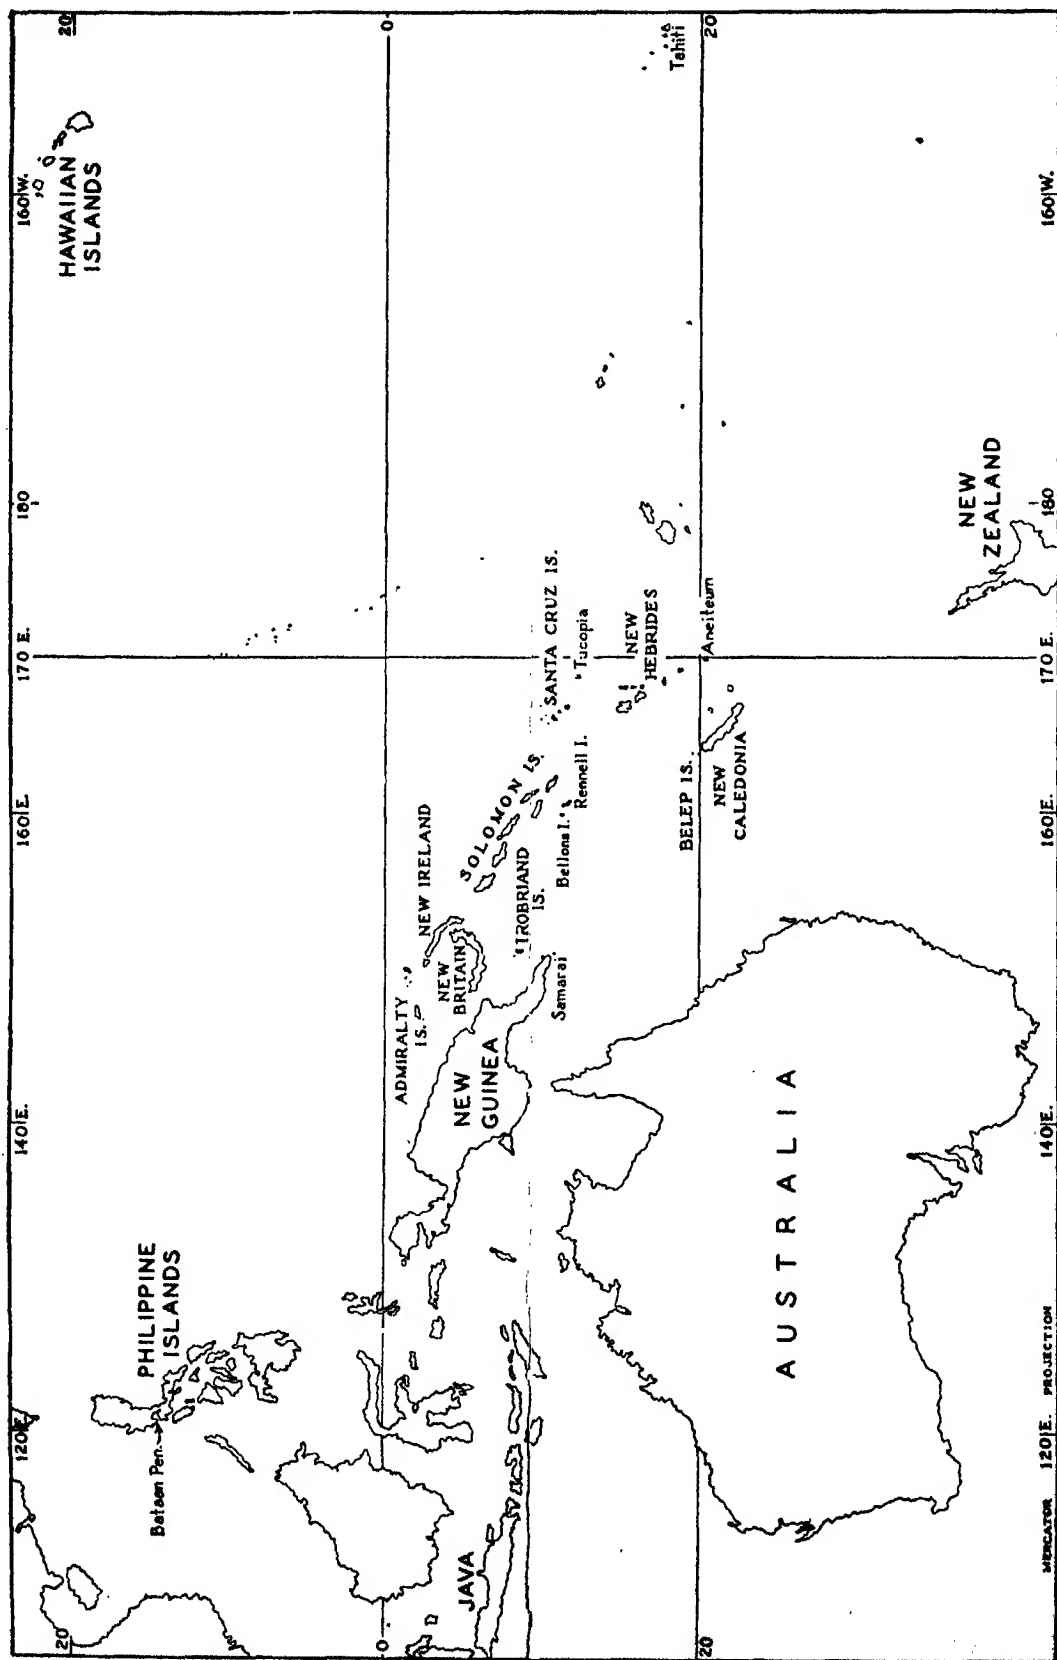 20
0
20
160 W.
HAWAIIAN
ISLANDS
Tahiti
180
170 E.
160 E.
140 E.
120 E.
PHILIPPINE
ISLANDS
Bataan Pen.
ADMIRALTY
IS.
NEW IRELAND
NEW
BRITAIN
NEW
GUINEA
SOLOMON IS.
TROBRIAND
IS.
Samarai
Bellona I.
Rennell I.
SANTA CRUZ IS.
Tucopia
NEW
HEBRIDES
Aneiteum
BELEP IS.
NEW
CALEDONIA
JAVA
AUSTRALIA
NEW
ZEALAND
20
0
20
MERCATOR PROJECTION
120 E.
140 E.
160 E.
170 E.
180
160 W.